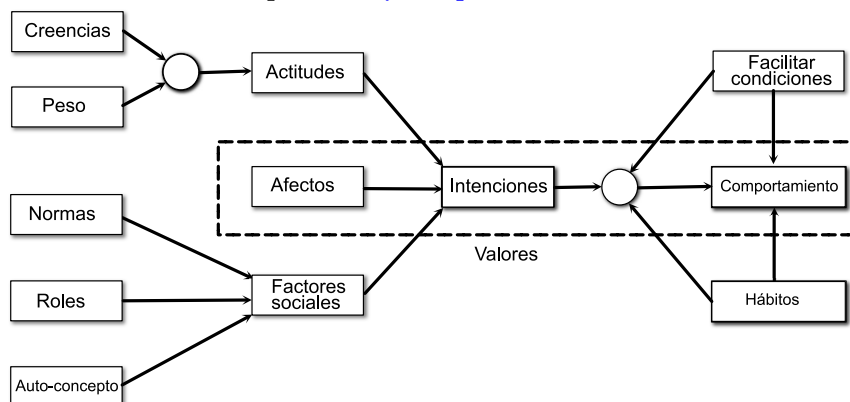 Creencias
Peso
Actitudes
Facilitar
condiciones
Afectos
Intenciones
Comportamiento
Valores
Normas
Roles
Auto-concepto
Factores
sociales
Hábitos